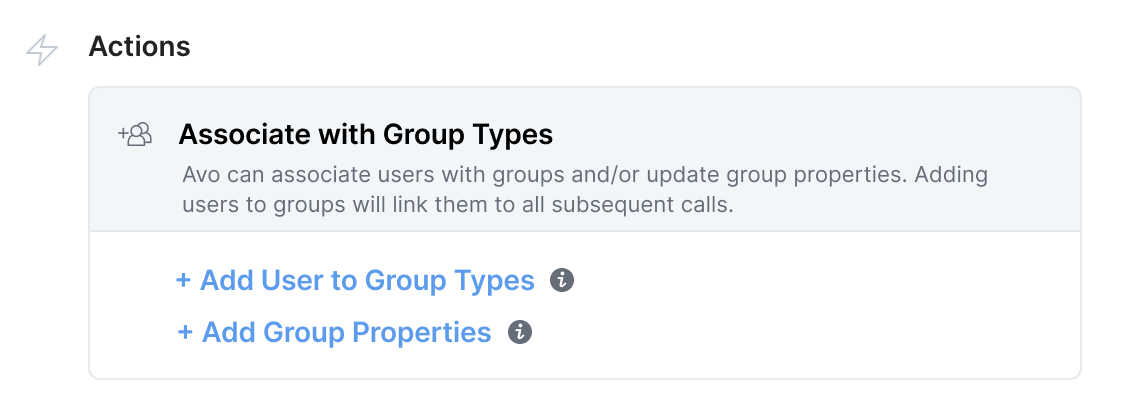 Actions
Associate with Group Types
Avo can associate users with groups and/or update group properties. Adding
users to groups will link them to all subsequent calls.
+ Add User to Group Types
+ Add Group Properties